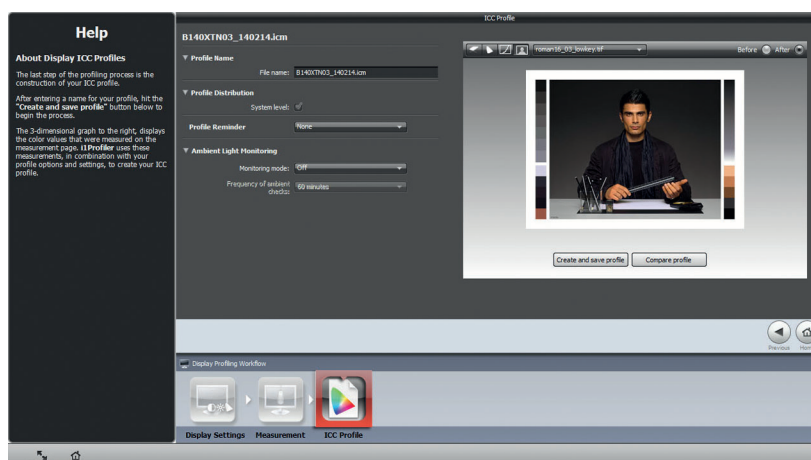 ICC Profile
Help
About Display ICC Profiles
The last step of the profiling process is the
construction of your ICC profile.
After entering a name for your profile, hit the
"Create and save profile" button below to
begin the process.
The 3-dimensional graph to the right, displays
the color values that were measured on the
measurement page. i1Profiler uses these
measurements, in combination with your
profile options and settings, to create your ICC
profile.
B140XTN03_140214.icm
Profile Name
File name: B140XTN03_140214.icm
Profile Distribution
System level:
Profile Reminder None
Ambient Light Monitoring
Monitoring mode: Off
Frequency of ambient
checks: 60 minutes
roman16_03_lowkey.tif Before After
Create and save profile Compare profile
Previous Home
Display Profiling Workflow
Display Settings Measurement ICC Profile